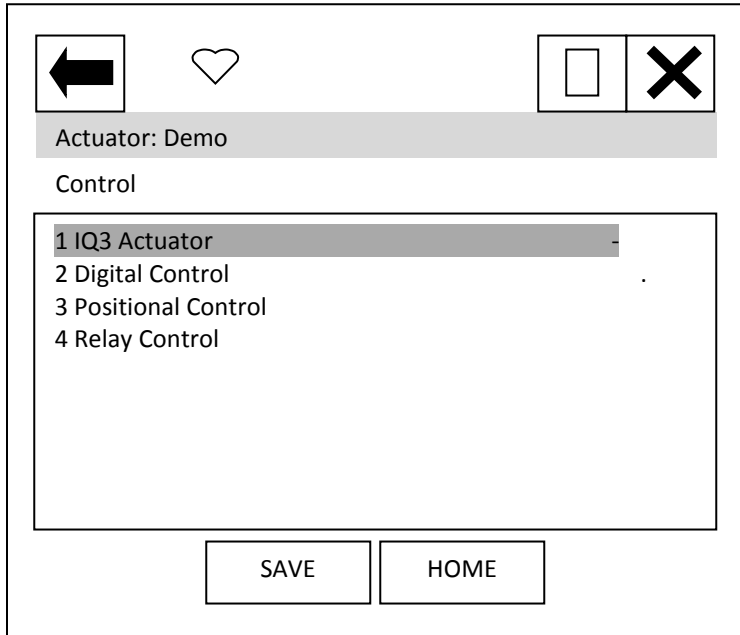 Actuator: Demo
Control
1 IQ3 Actuator -
2 Digital Control .
3 Positional Control
4 Relay Control
SAVE HOME